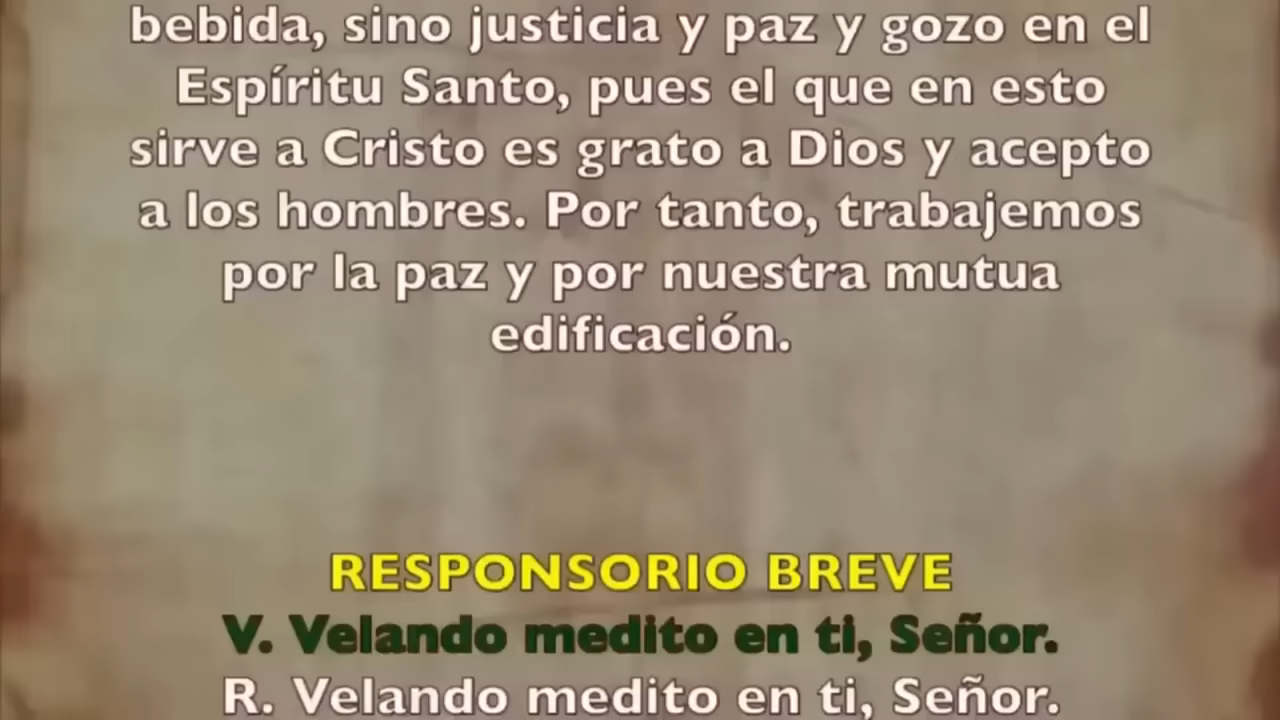 bebida, sino justicia y paz y gozo en el
Espíritu Santo, pues el que en esto
sirve a Cristo es grato a Dios y acepto
a los hombres. Por tanto, trabajemos
por la paz y por nuestra mutua
edificación.
RESPONSORIO BREVE
V. Velando medito en ti, Señor.
R. Velando medito en ti, Señor.